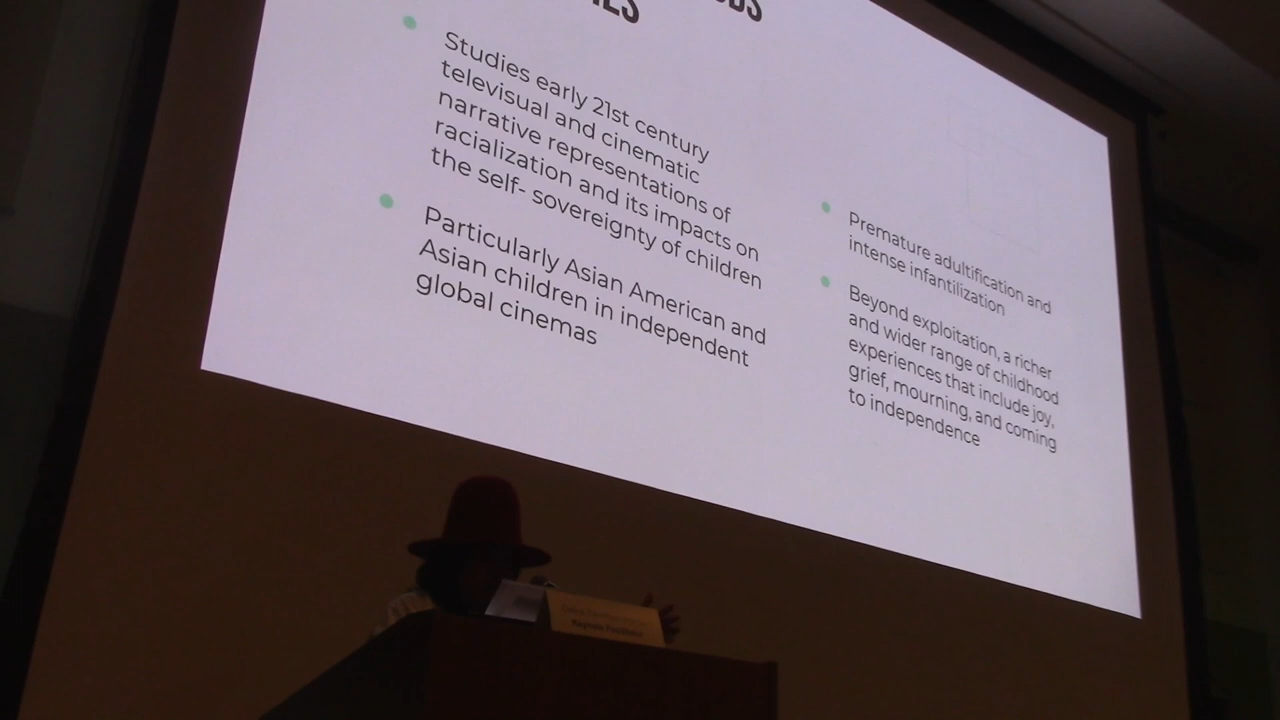 Studies early 21st century
televisual and cinematic
narrative representations of
racialization and its impacts on
the self- sovereignty of children
Particularly Asian American and
Asian children in independent
global cinemas
Premature adultification and
intense infantilization
Beyond exploitation, a richer
and wider range of childhood
experiences that include joy,
grief, mourning, and coming
to independence
Keynote Facilitator